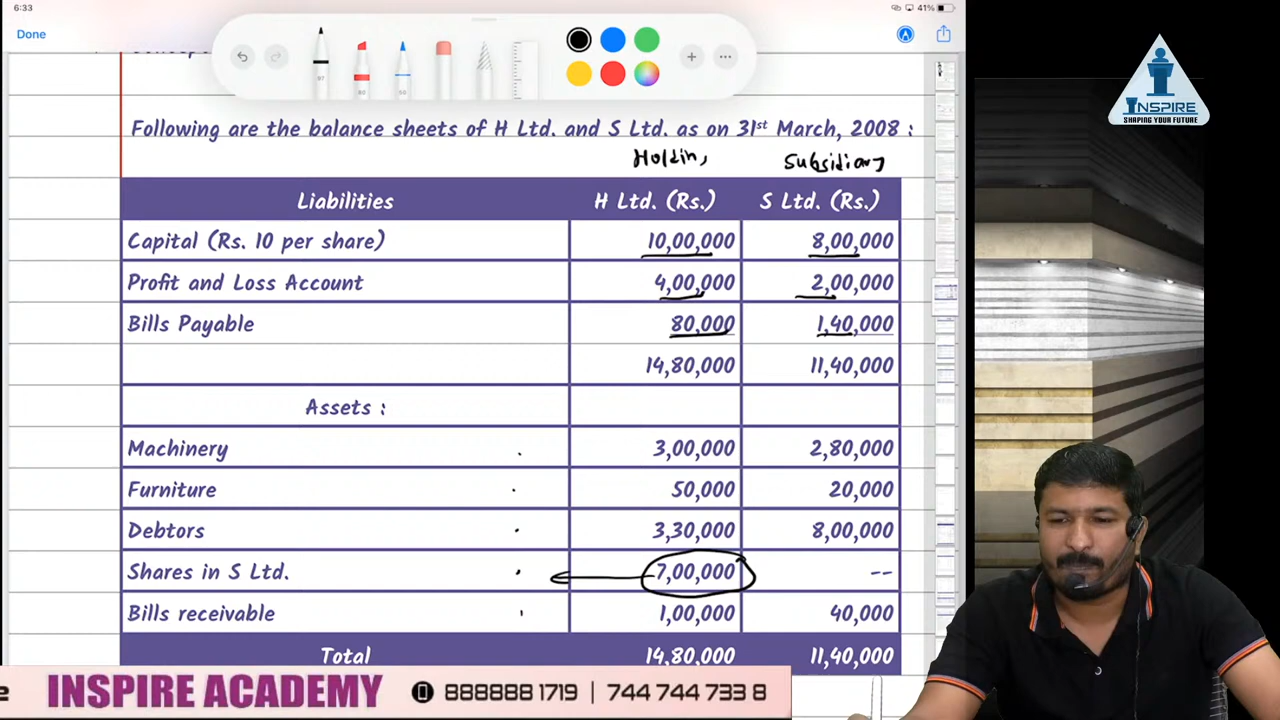 6:33
41%
Done
INSPIRE
SHAPING YOUR FUTURE
Following are the balance sheets of H Ltd. and S Ltd. as on 31st March, 2008 :
Holdin,
Subsidiary
Liabilities H Ltd. (Rs.) S Ltd. (Rs.)
Capital (Rs. 10 per share) 10,00,000 8,00,000
Profit and Loss Account 4,00,000 2,00,000
Bills Payable 80,000 1,40,000
14,80,000 11,40,000
Assets :
Machinery 3,00,000 2,80,000
Furniture 50,000 20,000
Debtors 3,30,000 8,00,000
Shares in S Ltd. 7,00,000 --
Bills receivable 1,00,000 40,000
Total 14,80,000 11,40,000
INSPIRE ACADEMY 888888 1719 | 744 744 733 8